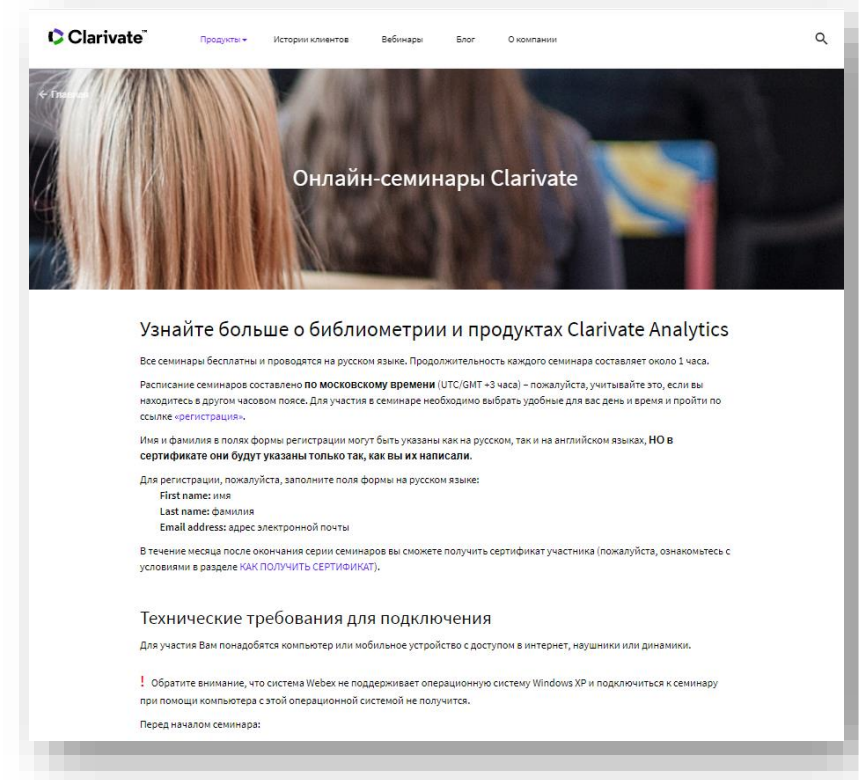 Clarivate™
Продукты Истории клиентов Вебинары Блог О компании
← Главная
Онлайн-семинары Clarivate
Узнайте больше о библиометрии и продуктах Clarivate Analytics
Все семинары бесплатны и проводятся на русском языке. Продолжительность каждого семинара составляет около 1 часа.
Расписание семинаров составлено по московскому времени (UTC/GMT +3 часа) – пожалуйста, учитывайте это, если вы
находитесь в другом часовом поясе. Для участия в семинаре необходимо выбрать удобные для вас день и время и пройти по
ссылке «регистрация».
Имя и фамилия в полях формы регистрации могут быть указаны как на русском, так и на английском языках, НО в
сертификате они будут указаны только так, как вы их написали.
Для регистрации, пожалуйста, заполните поля формы на русском языке:
First name: имя
Last name: фамилия
Email address: адрес электронной почты
В течение месяца после окончания серии семинаров вы сможете получить сертификат участника (пожалуйста, ознакомьтесь с
условиями в разделе КАК ПОЛУЧИТЬ СЕРТИФИКАТ).
Технические требования для подключения
Для участия Вам понадобятся компьютер или мобильное устройство с доступом в интернет, наушники или динамики.
! Обратите внимание, что система Webex не поддерживает операционную систему Windows XP и подключиться к семинару
при помощи компьютера с этой операционной системой не получится.
Перед началом семинара: